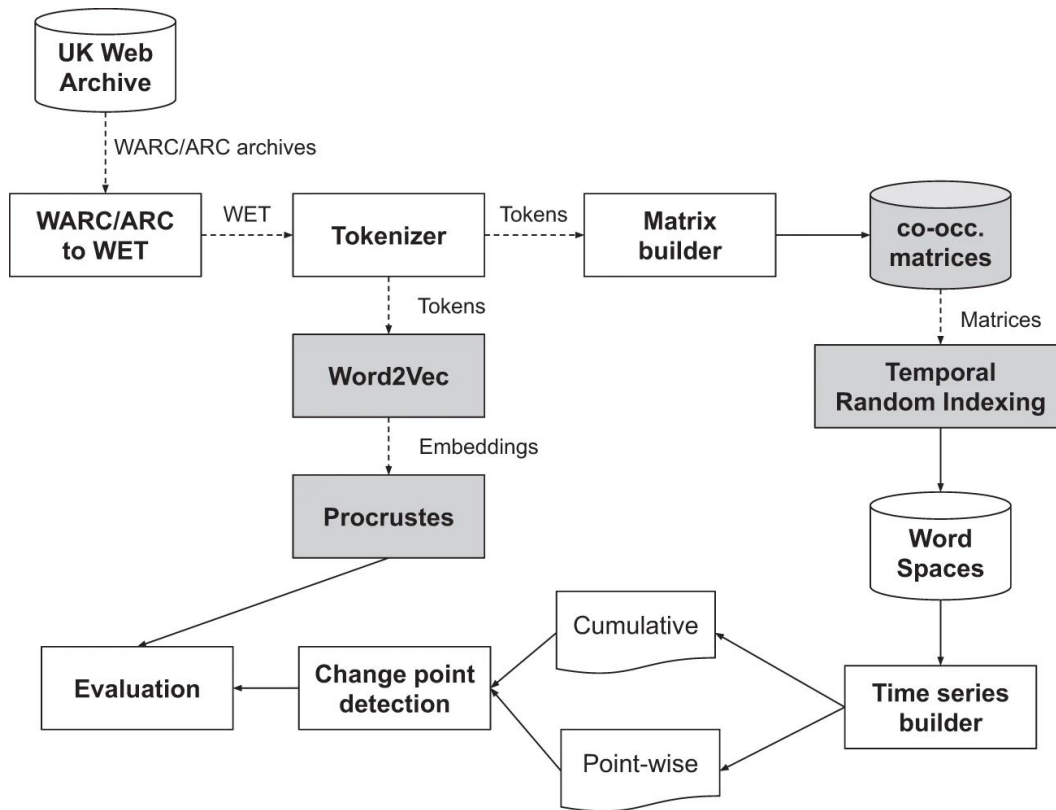 UK Web
Archive
WARC/ARC archives
WARC/ARC
to WET
WET
Tokenizer
Tokens
Matrix
builder
co-occ.
matrices
Tokens
Matrices
Word2Vec
Temporal
Random Indexing
Embeddings
Procrustes
Word
Spaces
Cumulative
Evaluation
Change point
detection
Time series
builder
Point-wise